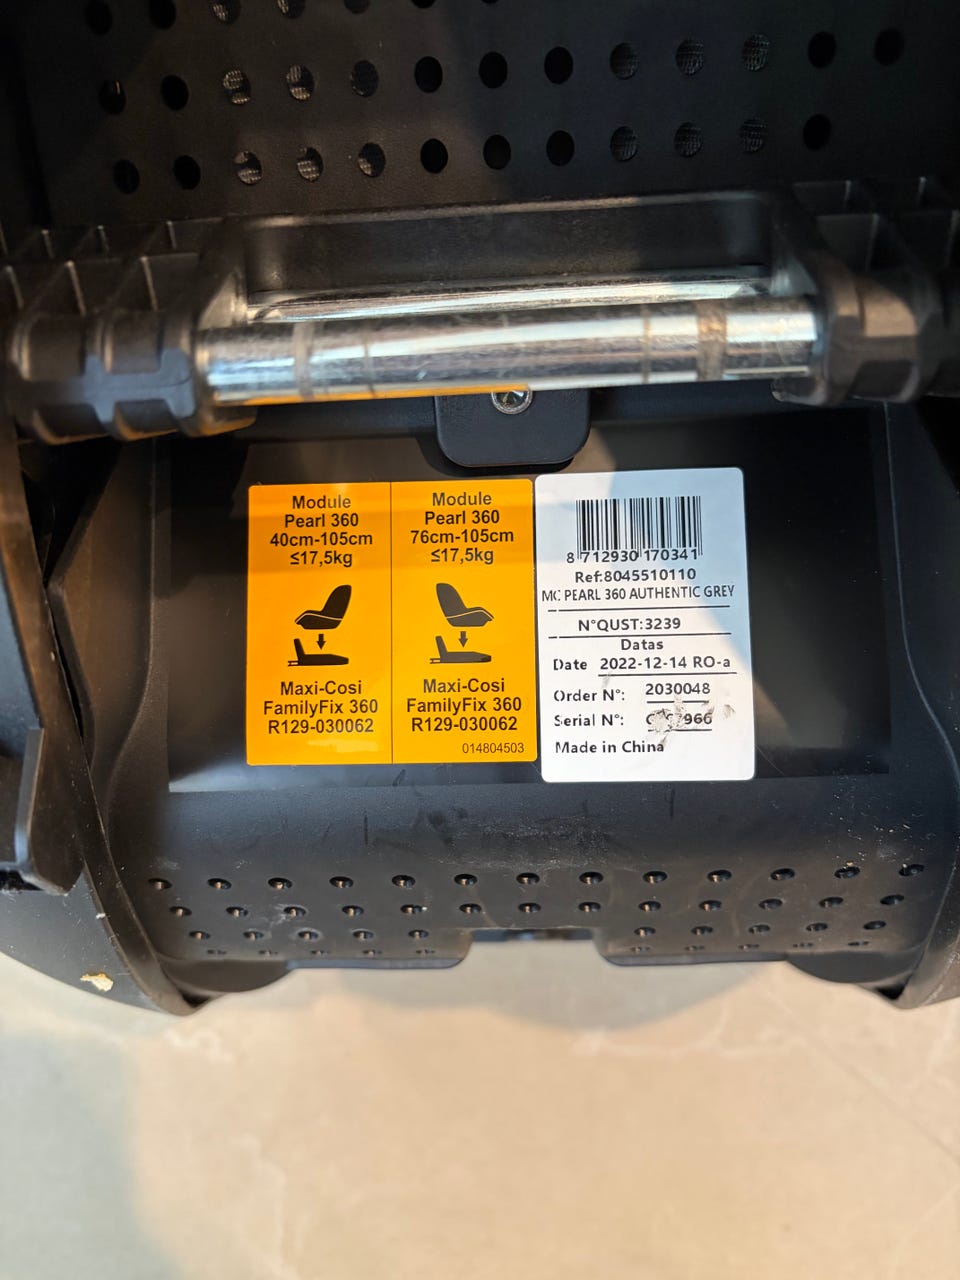 Module
Pearl 360
40cm-105cm
≤17,5kg
Maxi-Cosi
FamilyFix 360
R129-030062
Module
Pearl 360
76cm-105cm
≤17,5kg
Maxi-Cosi
FamilyFix 360
R129-030062
014804503
8 712930 170341
Ref:8045510110
MC PEARL 360 AUTHENTIC GREY
N°QUST:3239
Datas
Date 2022-12-14 RO-a
Order N°: 2030048
Serial N°:
Made in China